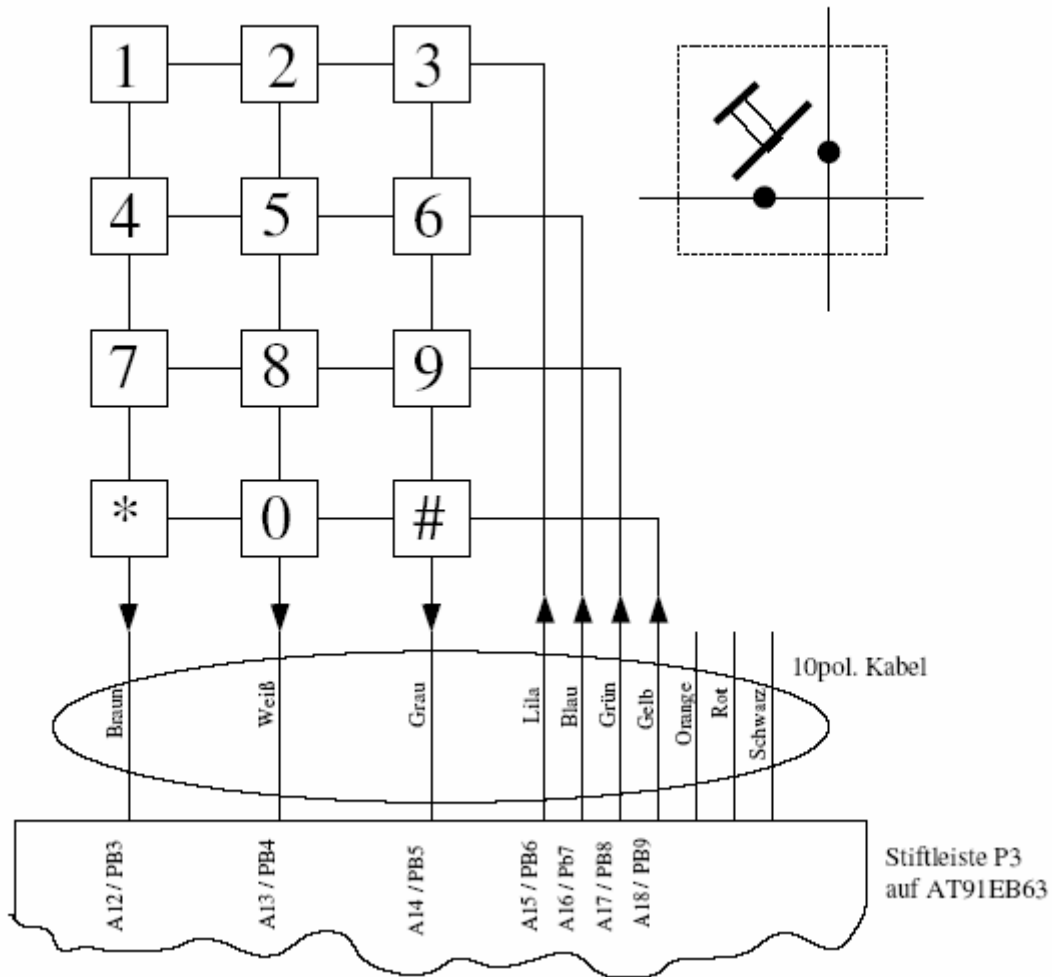 1 2 3
4 5 6
7 8 9
* 0 #
10pol. Kabel
Braun
Weiß
Grau
Lila
Blau
Grün
Gelb
Orange
Rot
Schwarz
A12 / PB3
A13 / PB4
A14 / PB5
A15 / PB6
A16 / Pb7
A17 / PB8
A18 / PB9
Stiftleiste P3
auf AT91EB63